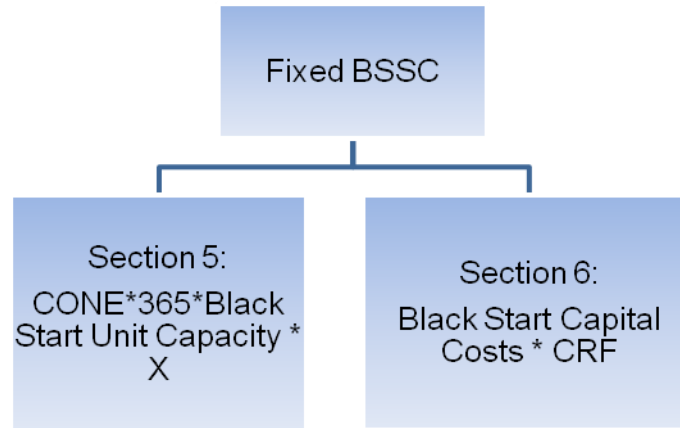 Fixed BSSC
Section 5:
CONE*365*Black
Start Unit Capacity *
X
Section 6:
Black Start Capital
Costs * CRF